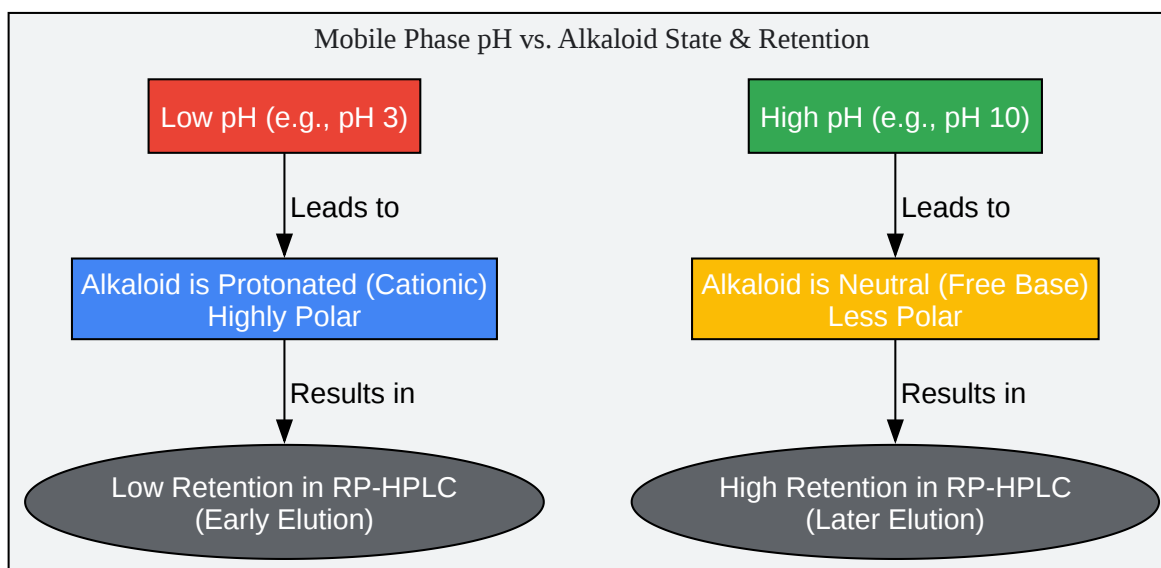 Mobile Phase pH vs. Alkaloid State & Retention
Low pH (e.g., pH 3)
High pH (e.g., pH 10)
Leads to
Leads to
Alkaloid is Protonated (Cationic)
Highly Polar
Alkaloid is Neutral (Free Base)
Less Polar
Results in
Results in
Low Retention in RP-HPLC
(Early Elution)
High Retention in RP-HPLC
(Later Elution)